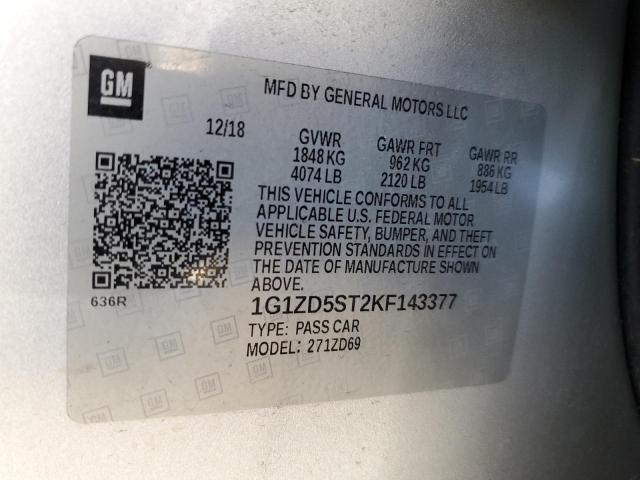 GM
MFD BY GENERAL MOTORS LLC
12/18 GVWR GAWR FRT GAWR RR
1848 KG 962 KG 886 KG
4074 LB 2120 LB 1954 LB
THIS VEHICLE CONFORMS TO ALL
APPLICABLE U.S. FEDERAL MOTOR
VEHICLE SAFETY, BUMPER, AND THEFT
PREVENTION STANDARDS IN EFFECT ON
THE DATE OF MANUFACTURE SHOWN
ABOVE.
636R
1G1ZD5ST2KF143377
TYPE: PASS CAR
MODEL: 271ZD69